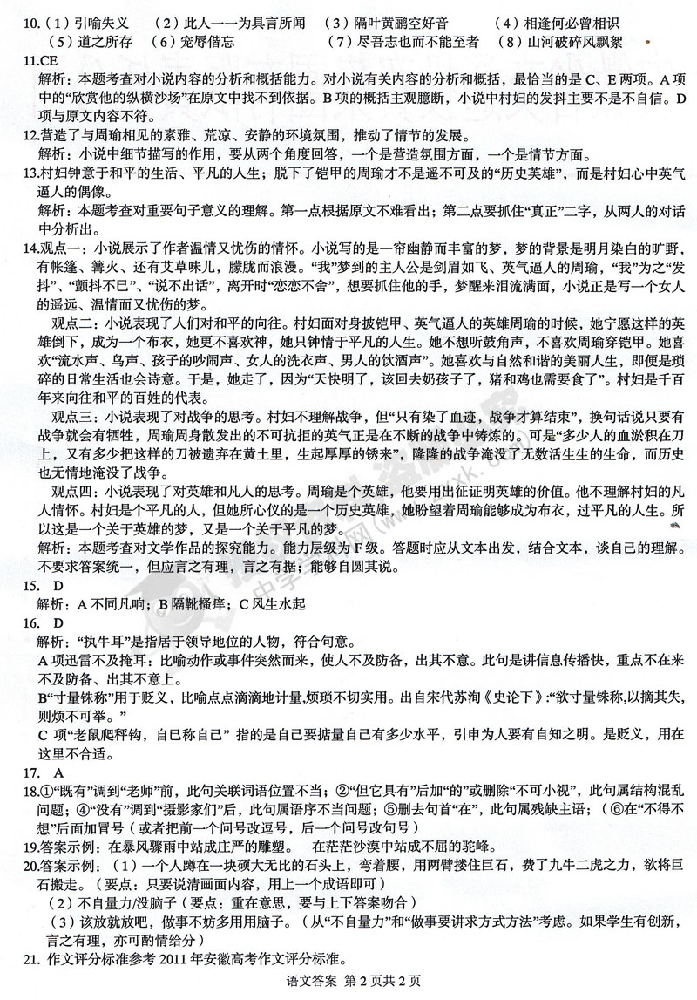 10.（1）引喻失义 （2）此人一一为具言所闻 （3）隔叶黄鹂空好音 （4）相逢何必曾相识
（5）道之所存 （6）宠辱偕忘 （7）尽吾志也而不能至者 （8）山河破碎风飘絮
11.CE
解析：本题考查对小说内容的分析和概括能力。对小说有关内容的分析和概括，最恰当的是 C、E 两项。A 项
中的“欣赏他的纵横沙场”在原文中找不到依据。B 项的概括主观臆断，小说中村妇的发抖主要不是不自信。D
项与原文内容不符。
12.营造了与周瑜相见的素雅、荒凉、安静的环境氛围，推动了情节的发展。
解析：小说中细节描写的作用，要从两个角度回答，一个是营造氛围方面，一个是情节方面。
13.村妇钟意于和平的生活、平凡的人生；脱下了铠甲的周瑜才不是遥不可及的“历史英雄”，而是村妇心中英气
逼人的偶像。
解析：本题考查对重要句子意义的理解。第一点根据原文不难看出；第二点要抓住“真正”二字，从两人的对话
中分析出。
14.观点一：小说展示了作者温情又忧伤的情怀。小说写的是一帘幽静而丰富的梦，梦的背景是明月染白的旷野，
有帐篷、篝火、还有艾草味儿，朦胧而浪漫。“我”梦到的主人公是剑眉如飞、英气逼人的周瑜，“我”为之“发
抖”、“颤抖不已”、“说不出话”，离开时“恋恋不舍”，想要抓住他的手，梦醒来泪流满面，小说正是写一个女人
的遥远、温情而又忧伤的梦。
观点二：小说表现了人们对和平的向往。村妇面对身披铠甲、英气逼人的英雄周瑜的时候，她宁愿这样的英
雄倒下，成为一个布衣，她更不喜欢神，她只钟情于平凡的人生。她不想听鼓角声，不喜欢周瑜穿铠甲。她喜
欢“流水声、鸟声、孩子的吵闹声、女人的洗衣声、男人的饮酒声”。她喜欢与自然和谐的美丽人生，即便是琐
碎的日常生活也会诗意。于是，她走了，因为“天快明了，该回去奶孩子了，猪和鸡也需要食了”。村妇是千百
年来向往和平的百姓的代表。
观点三：小说表现了对战争的思考。村妇不理解战争，但“只有染了血迹，战争才算结束”，换句话说只要有
战争就会有牺牲，周瑜周身散发出的不可抗拒的英气正是在不断的战争中铸炼的。可是“多少人的血淤积在刀
上，又有多少把这样的刀被遗弃在黄土里，生起厚厚的锈来”，隆隆的战争淹没了无数活生生的生命，而历史
也无情地淹没了战争。
观点四：小说表现了对英雄和凡人的思考。周瑜是个英雄，他要用出征证明英雄的价值。他不理解村妇的凡
人情怀。村妇是个平凡的人，但她所心仪的是一个历史英雄，她盼望着周瑜能够成为布衣，过平凡的人生。所
以这是一个关于英雄的梦，又是一个关于平凡的梦。
解析：本题考查对文学作品的探究能力。能力层级为 F 级。答题时应从文本出发，结合文本，谈自己的理解。
不要求答案统一，但应言之有理，言之有据；能够自圆其说。
15. D
解析：A 不同凡响；B 隔靴搔痒；C 风生水起
16. D
解析：“执牛耳”是指居于领导地位的人物，符合句意。
A 项迅雷不及掩耳：比喻动作或事件突然而来，使人不及防备，出其不意。此句是讲信息传播快，重点不在来
不及防备、出其不意上。
B“寸量铢称”用于贬义，比喻点点滴滴地计量,烦琐不切实用。出自宋代苏洵《史论下》:“欲寸量铢称,以摘其失,
则烦不可举。”
C 项“老鼠爬秤钩，自已称自己” 指的是自己要掂量自己有多少水平，引申为人要有自知之明。是贬义，用在
这里不合适。
17. A
18.①“既有”调到“老师”前，此句关联词语位置不当；②“但它具有”后加“的”或删除“不可小视”，此句属结构混乱
问题；④“没有”调到“摄影家们”后，此句属语序不当问题；⑤删去句首“在”，此句属残缺主语；（⑥在“不得不
想”后面加冒号（或者把前一个问号改逗号，后一个问号改句号）
19.答案示例：在暴风骤雨中站成庄严的雕塑。 在茫茫沙漠中站成不屈的驼峰。
20.答案示例：（1）一个人蹲在一块硕大无比的石头上，弯着腰，用两臂搂住巨石，费了九牛二虎之力，欲将巨
石搬走。（要点：只要说清画面内容，用上一个成语即可）
（2）不自量力/没脑子（要点：重在意思，要与上下答案吻合）
（3）该放就放吧，做事不妨多用用脑子。（从“不自量力”和“做事要讲求方式方法”考虑。如果学生有创新，
言之有理，亦可酌情给分）
21. 作文评分标准参考 2011 年安徽高考作文评分标准。
语文答案 第 2 页共 2 页